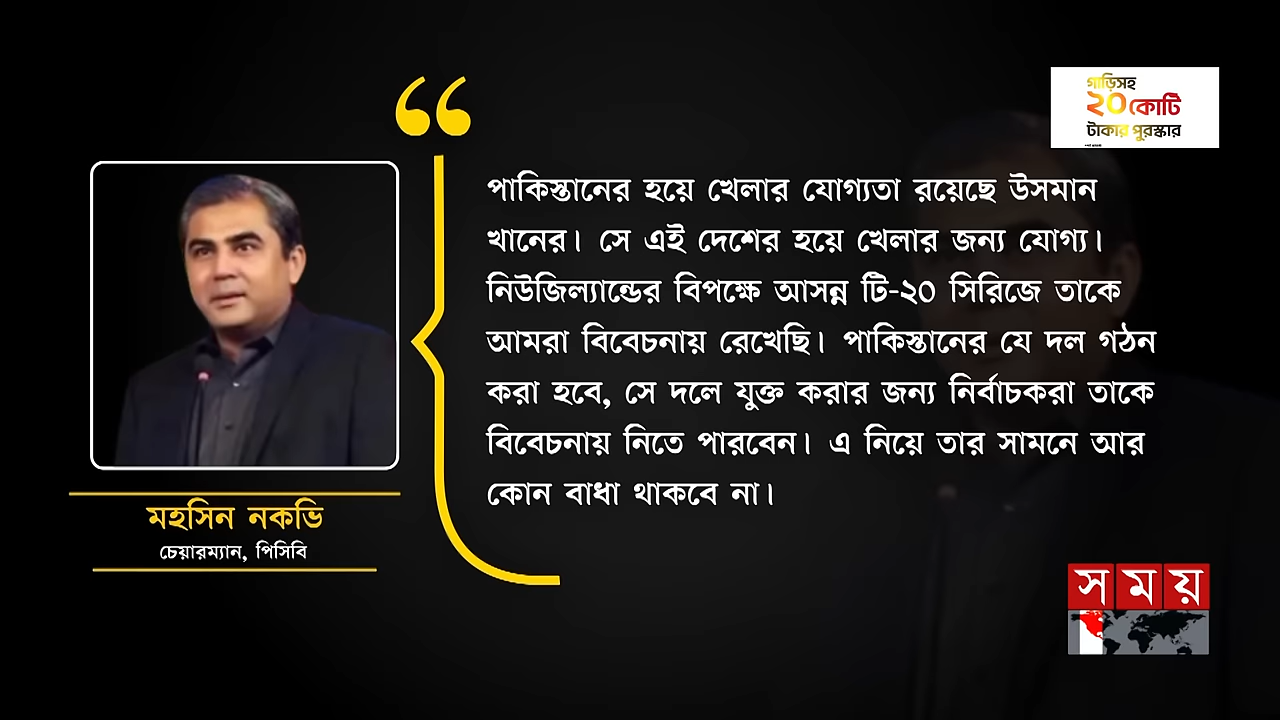 গাড়িসহ
২০ কোটি
টাকার পুরস্কার
পাকিস্তানের হয়ে খেলার যোগ্যতা রয়েছে উসমান
খানের। সে এই দেশের হয়ে খেলার জন্য যোগ্য।
নিউজিল্যান্ডের বিপক্ষে আসন্ন টি-২০ সিরিজে তাকে
আমরা বিবেচনায় রেখেছি। পাকিস্তানের যে দল গঠন
করা হবে, সে দলে যুক্ত করার জন্য নির্বাচকরা তাকে
বিবেচনায় নিতে পারবেন। এ নিয়ে তার সামনে আর
কোন বাধা থাকবে না।
মহসিন নকভি
চেয়ারম্যান, পিসিবি
সময়